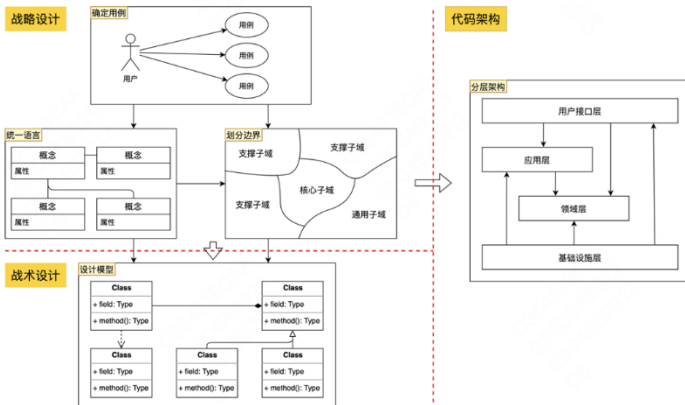 战略设计
确定用例
用户
用例
用例
用例
统一语言
概念
属性
概念
属性
概念
属性
概念
属性
划分边界
支撑子域
支撑子域
核心子域
支撑子域
通用子域
战术设计
设计模型
Class
+ field: Type
+ method(): Type
Class
+ field: Type
+ method(): Type
Class
+ field: Type
+ method(): Type
Class
+ field: Type
+ method(): Type
Class
+ field: Type
+ method(): Type
代码架构
分层架构
用户接口层
应用层
领域层
基础设施层